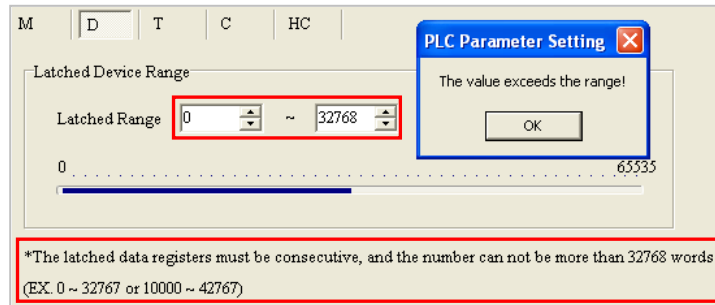 M D T C HC
PLC Parameter Setting
The value exceeds the range!
OK
Latched Device Range
Latched Range 0 ~ 32768
0 65535
*The latched data registers must be consecutive, and the number can not be more than 32768 words
(EX. 0 ~ 32767 or 10000 ~ 42767)